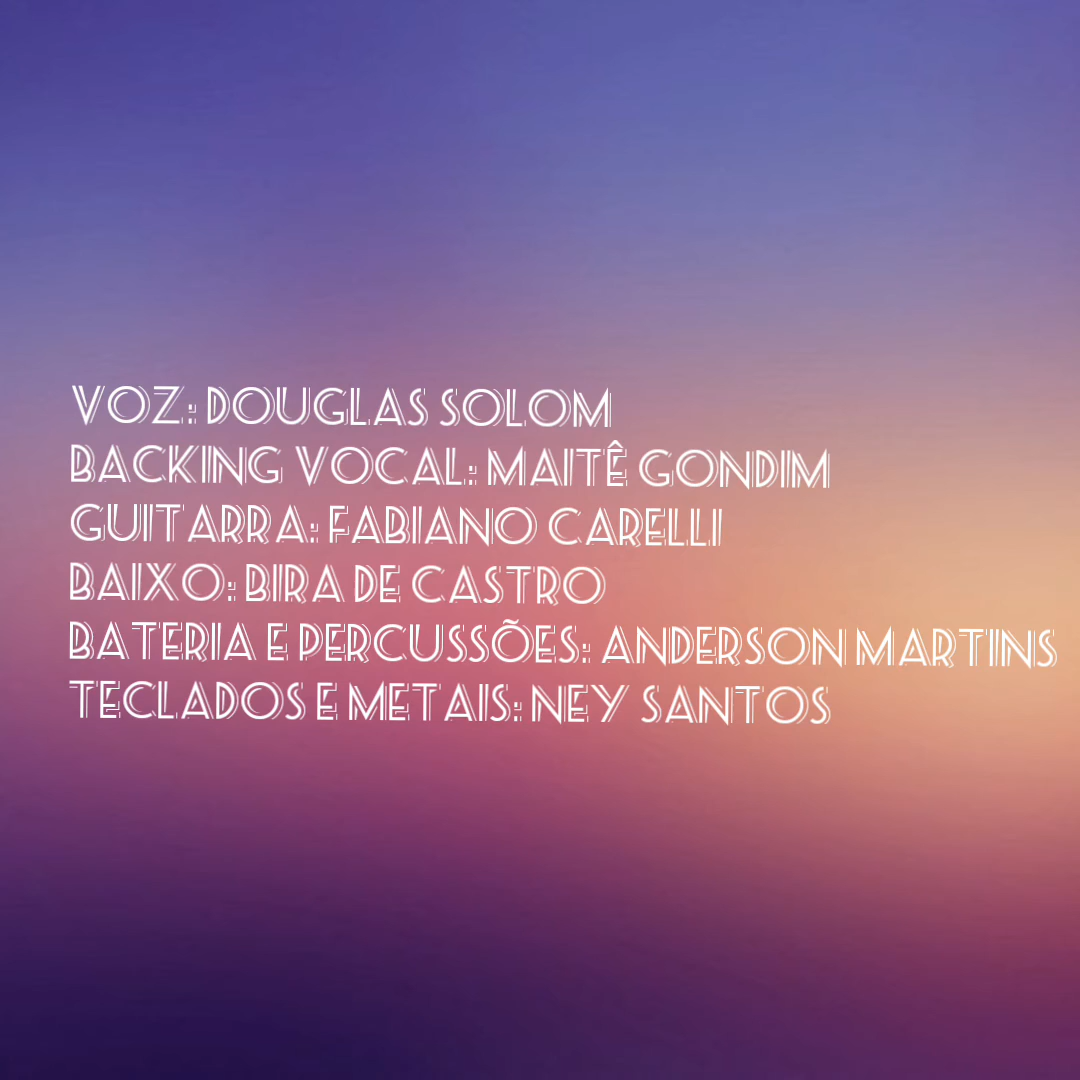 VOZ: DOUGLAS SOLOM
BACKING VOCAL: MAITÊ GONDIM
GUITARRA: FABIANO CARELLI
BAIXO: BIRA DE CASTRO
BATERIA E PERCUSSÕES: ANDERSON MARTINS
TECLADOS E METAIS: NEY SANTOS